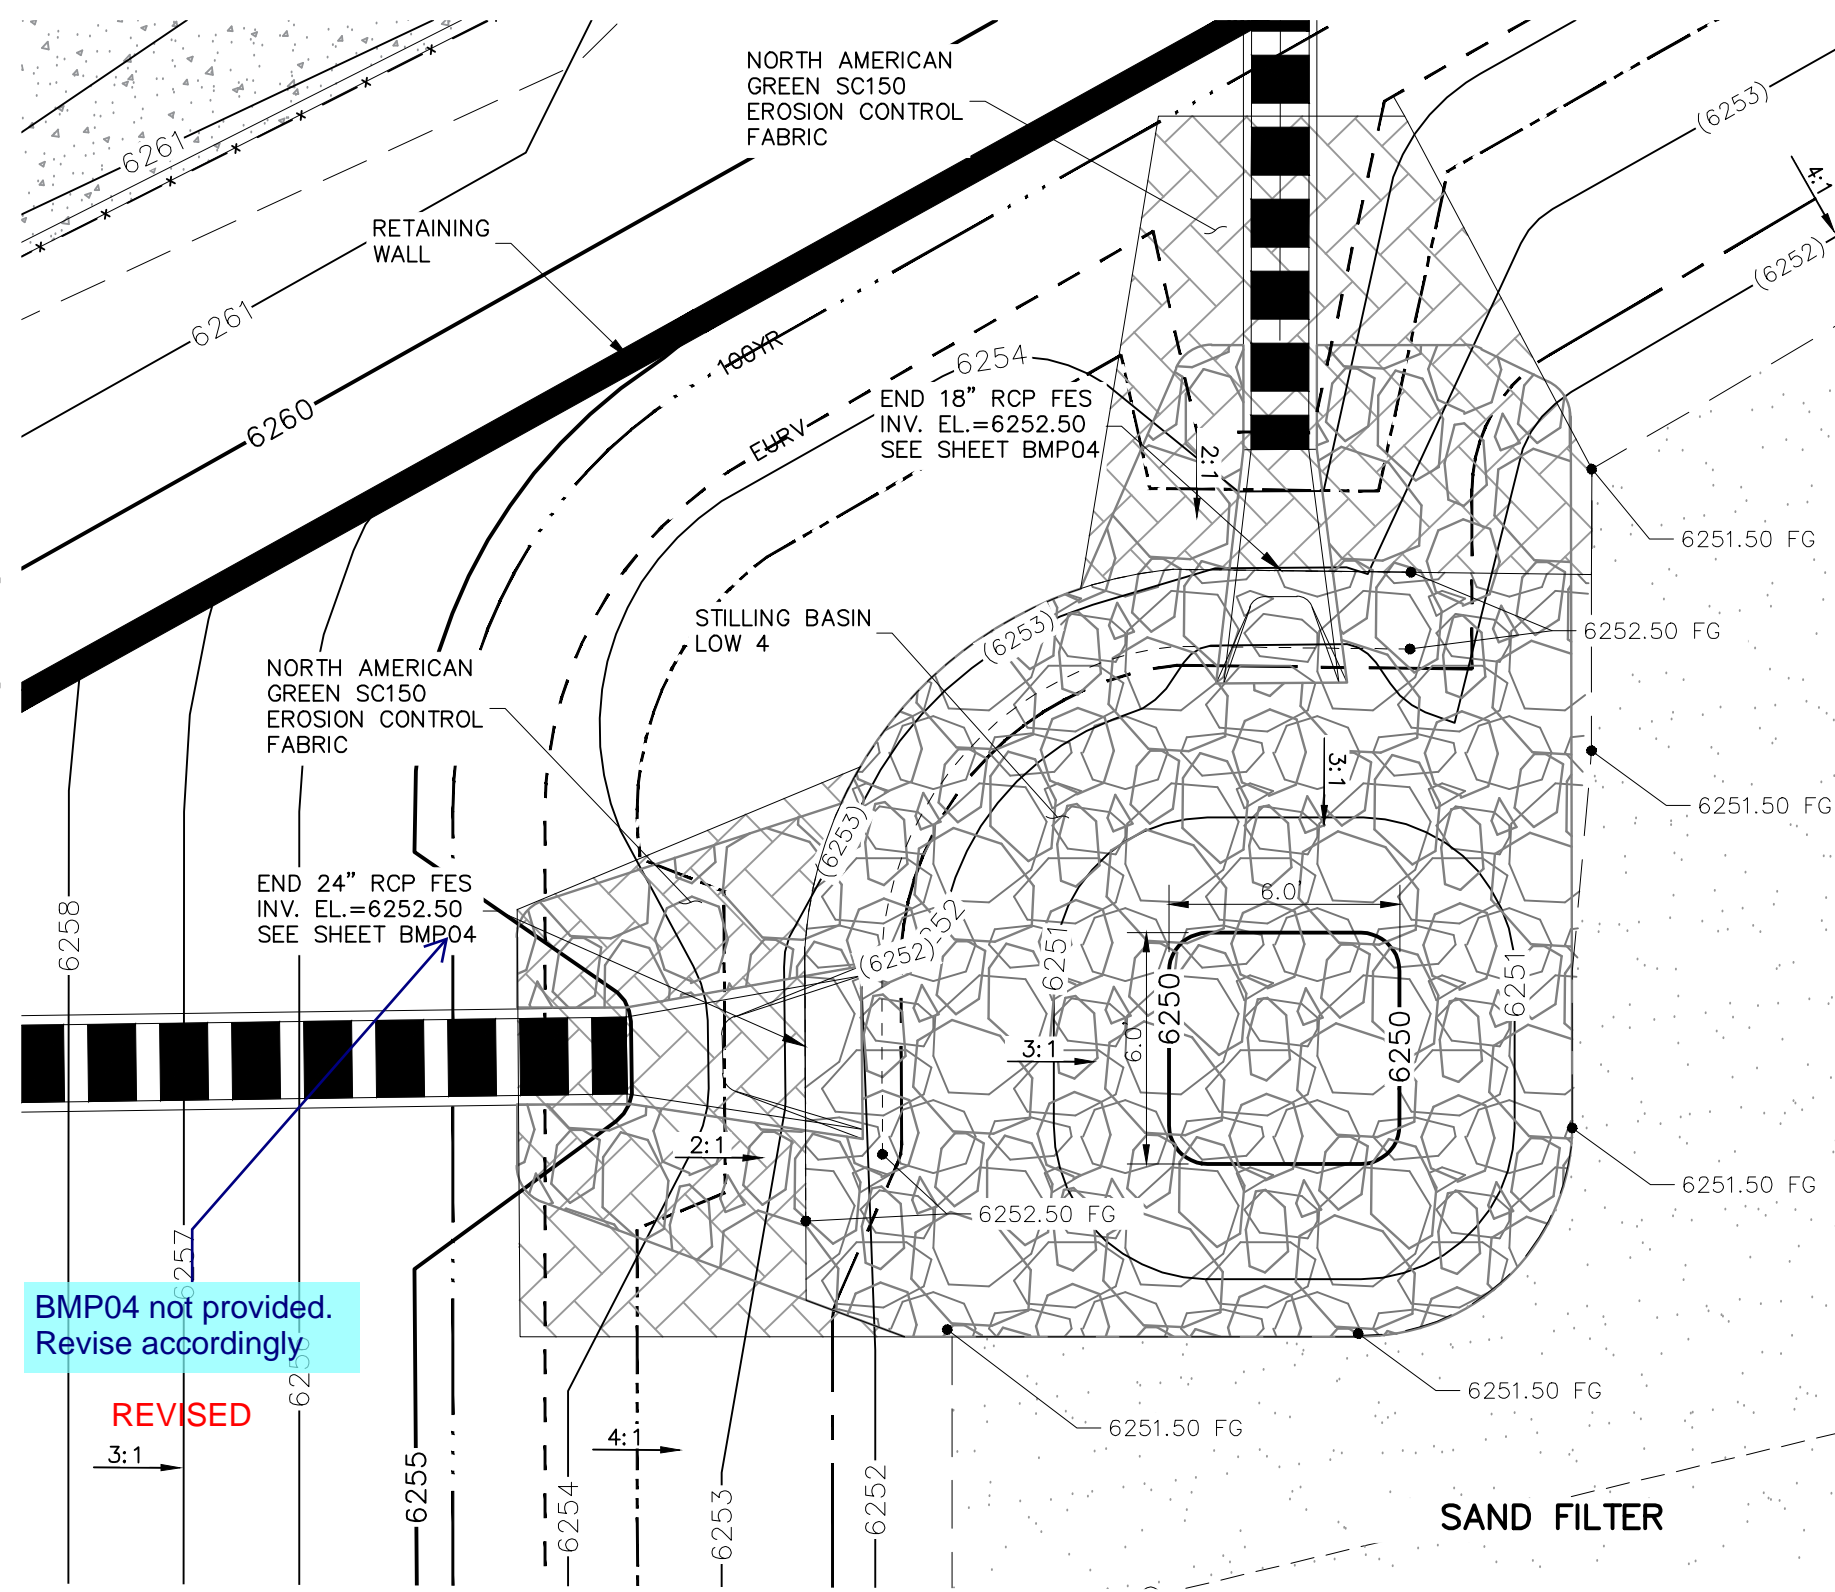 NORTH AMERICAN
GREEN SC150
EROSION CONTROL
FABRIC
(6253)
4:1
6261
RETAINING
WALL
(6252)
6261
100YR
6254
6260
END 18" RCP FES
INV. EL.=6252.50
SEE SHEET BMP04
EURV
2:1
6251.50 FG
STILLING BASIN
LOW 4
(6253)
6252.50 FG
NORTH AMERICAN
GREEN SC150
EROSION CONTROL
FABRIC
3:1
6251.50 FG
(6253)
END 24" RCP FES
INV. EL.=6252.50
SEE SHEET BMP04
6.0'
6258
(6252)
6251
6251
6250
6.0'
6250
3:1
2:1
6251.50 FG
6252.50 FG
6257
BMP04 not provided.
Revise accordingly
6251.50 FG
REVISED
6251.50 FG
3:1
4:1
6255
6254
6253
6252
SAND FILTER